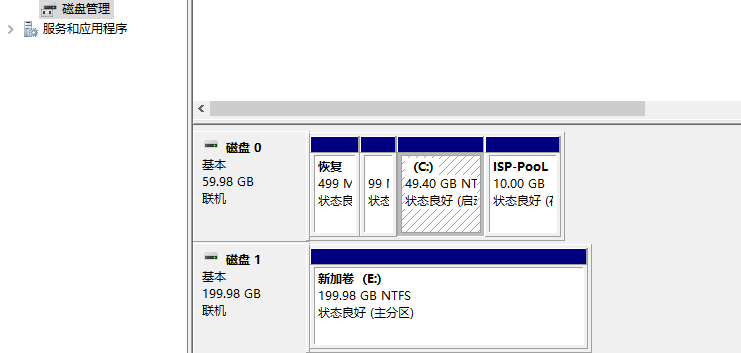 磁盘管理
服务和应用程序
磁盘 0
基本
59.98 GB
联机
恢复
499 M
状态良
99 M
状态
(C:)
49.40 GB NT
状态良好 (启动
ISP-PooL
10.00 GB
状态良好 (
磁盘 1
基本
199.98 GB
联机
新加卷 (E:)
199.98 GB NTFS
状态良好 (主分区)